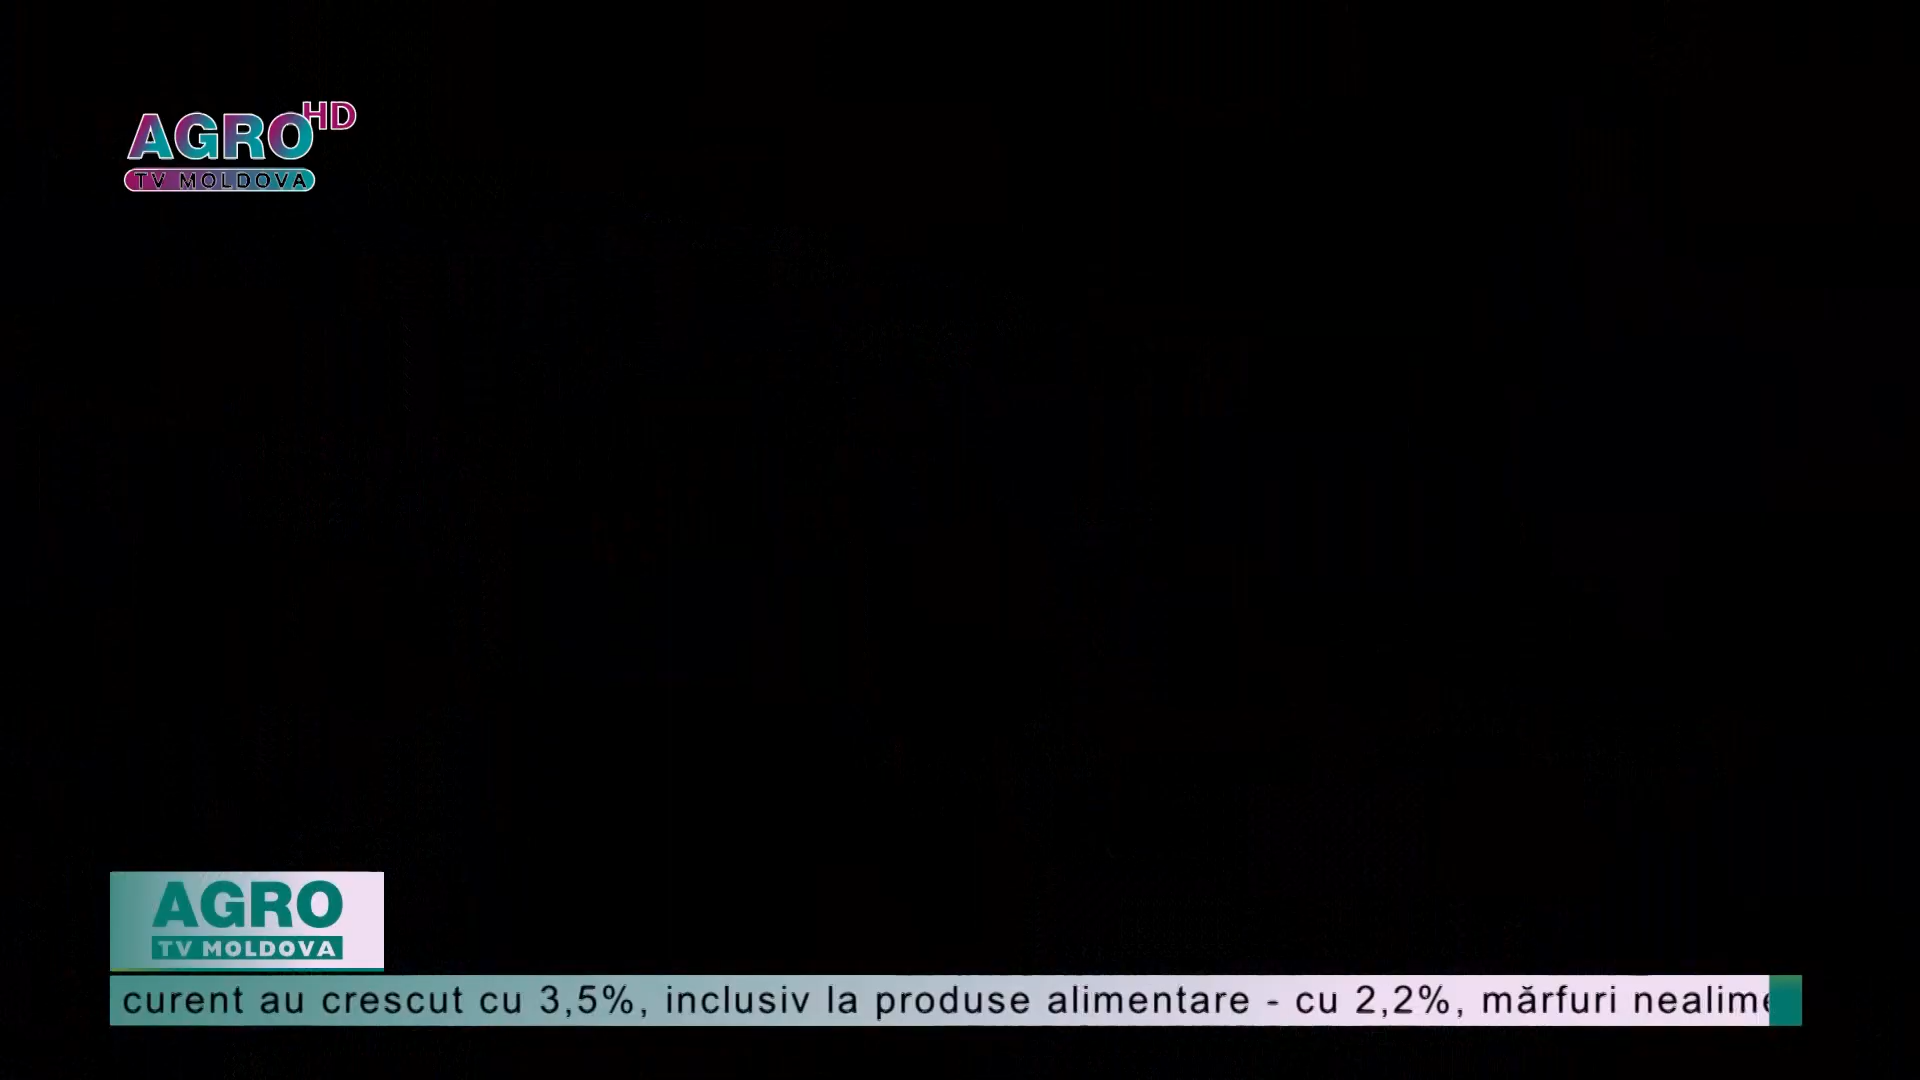 AGRO HD
TV MOLDOVA
AGRO
TV MOLDOVA
curent au crescut cu 3,5%, inclusiv la produse alimentare - cu 2,2%, mărfuri nealime